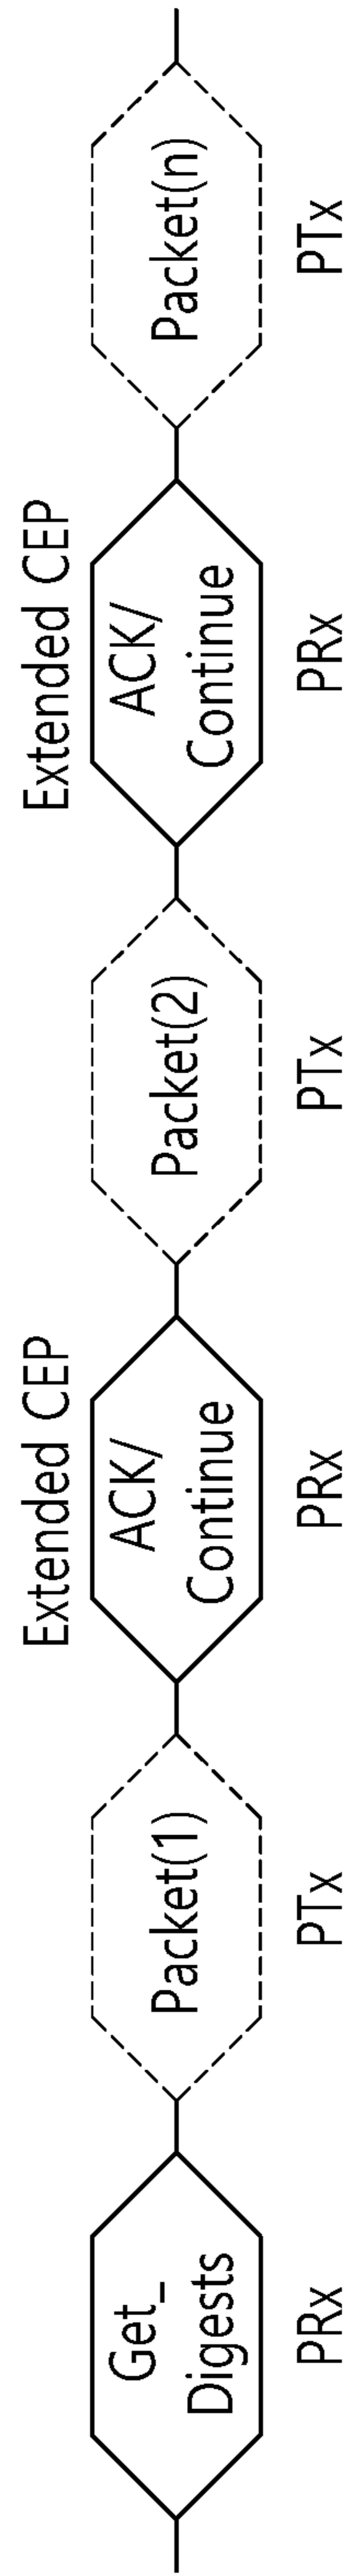 Get_
Digests
PRx
Packet(1)
PTx
Extended CEP
ACK/
Continue
PRx
Packet(2)
PTx
Extended CEP
ACK/
Continue
PRx
Packet(n)
PTx